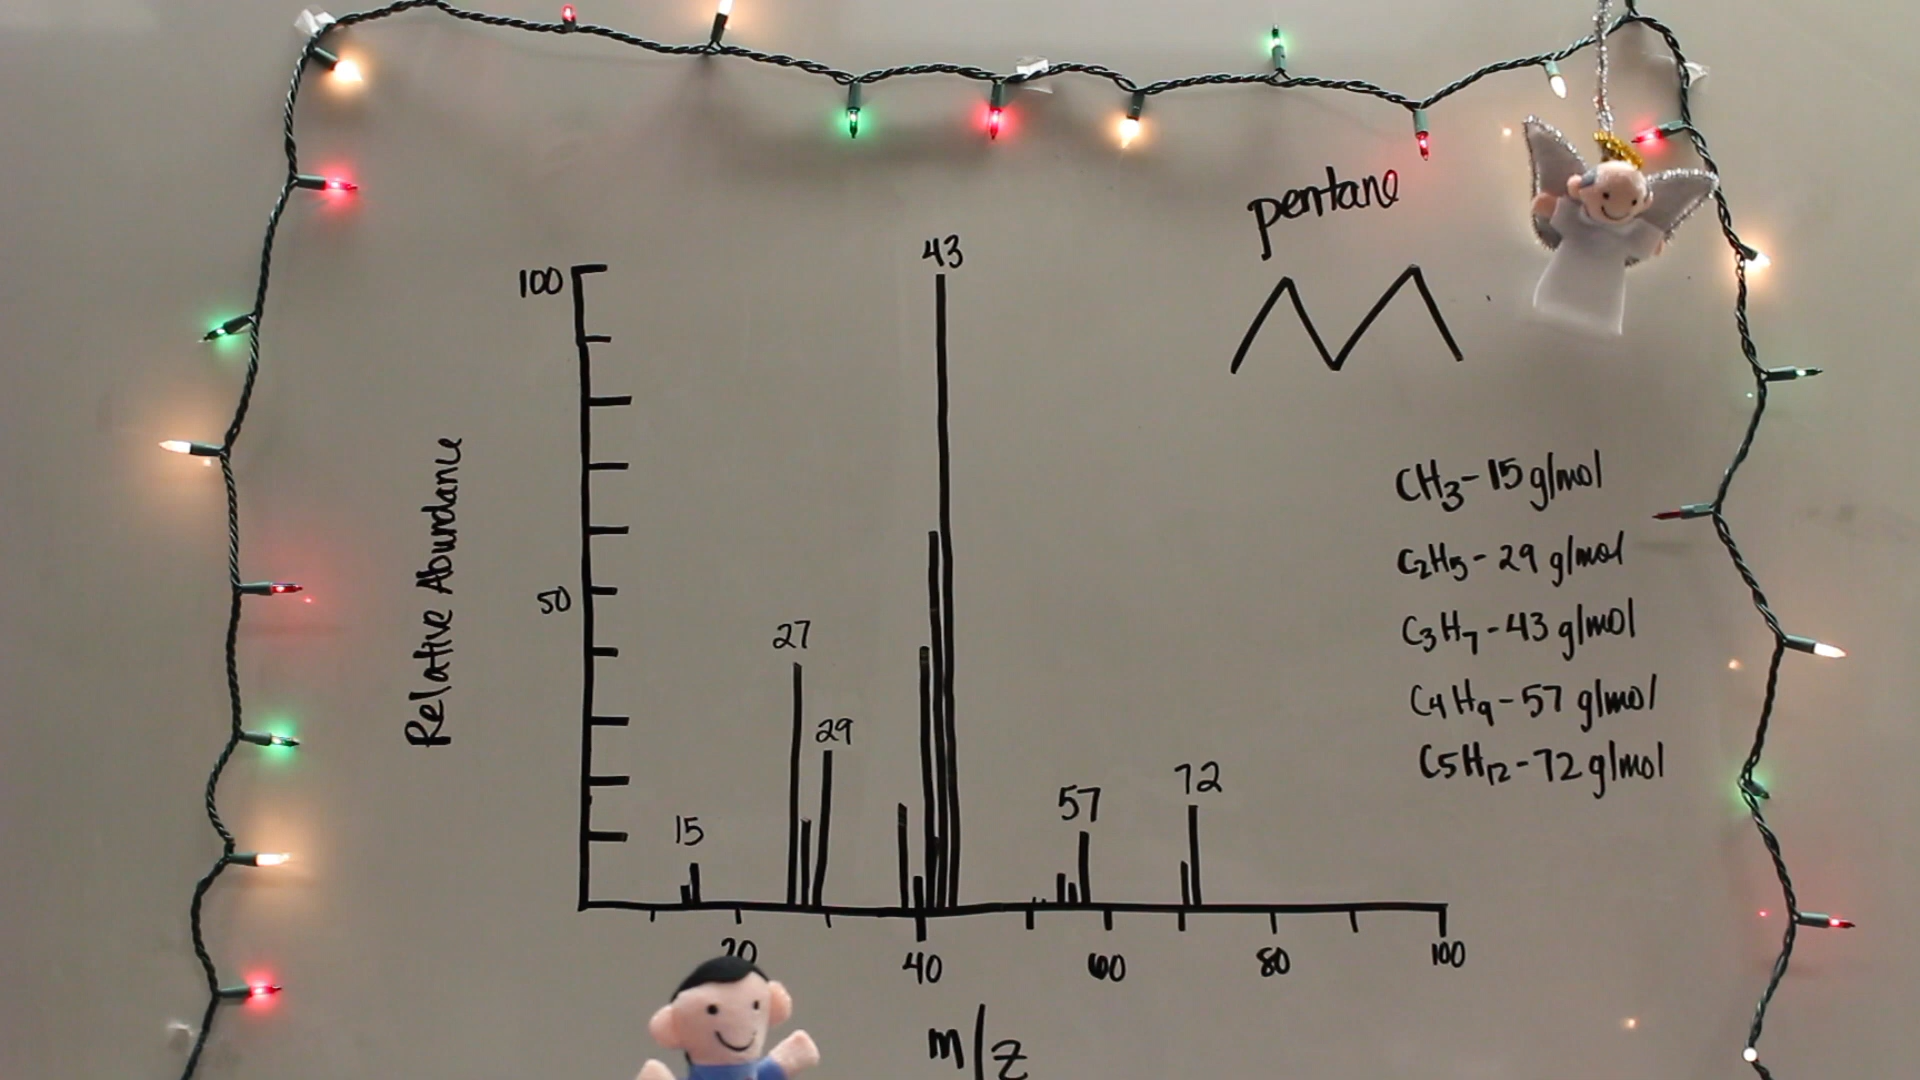 pentane
43
100
Relative Abundance
50
27
29
15
57
72
CH3-15 g/mol
C2H5-29 g/mol
C3H7-43 g/mol
C4H9-57 g/mol
C5H12-72 g/mol
20 40 60 80 100
m/z